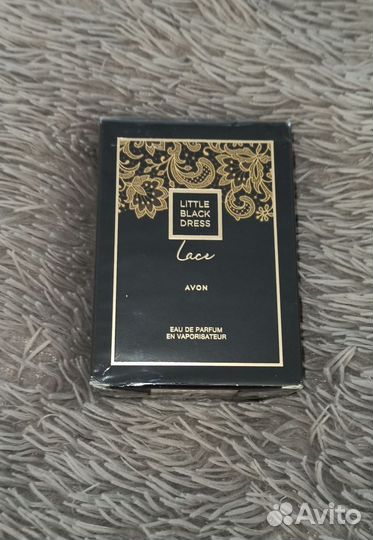 LITTLE
BLACK
DRESS
Lace
AVON
EAU DE PARFUM
EN VAPORISATEUR
Avito